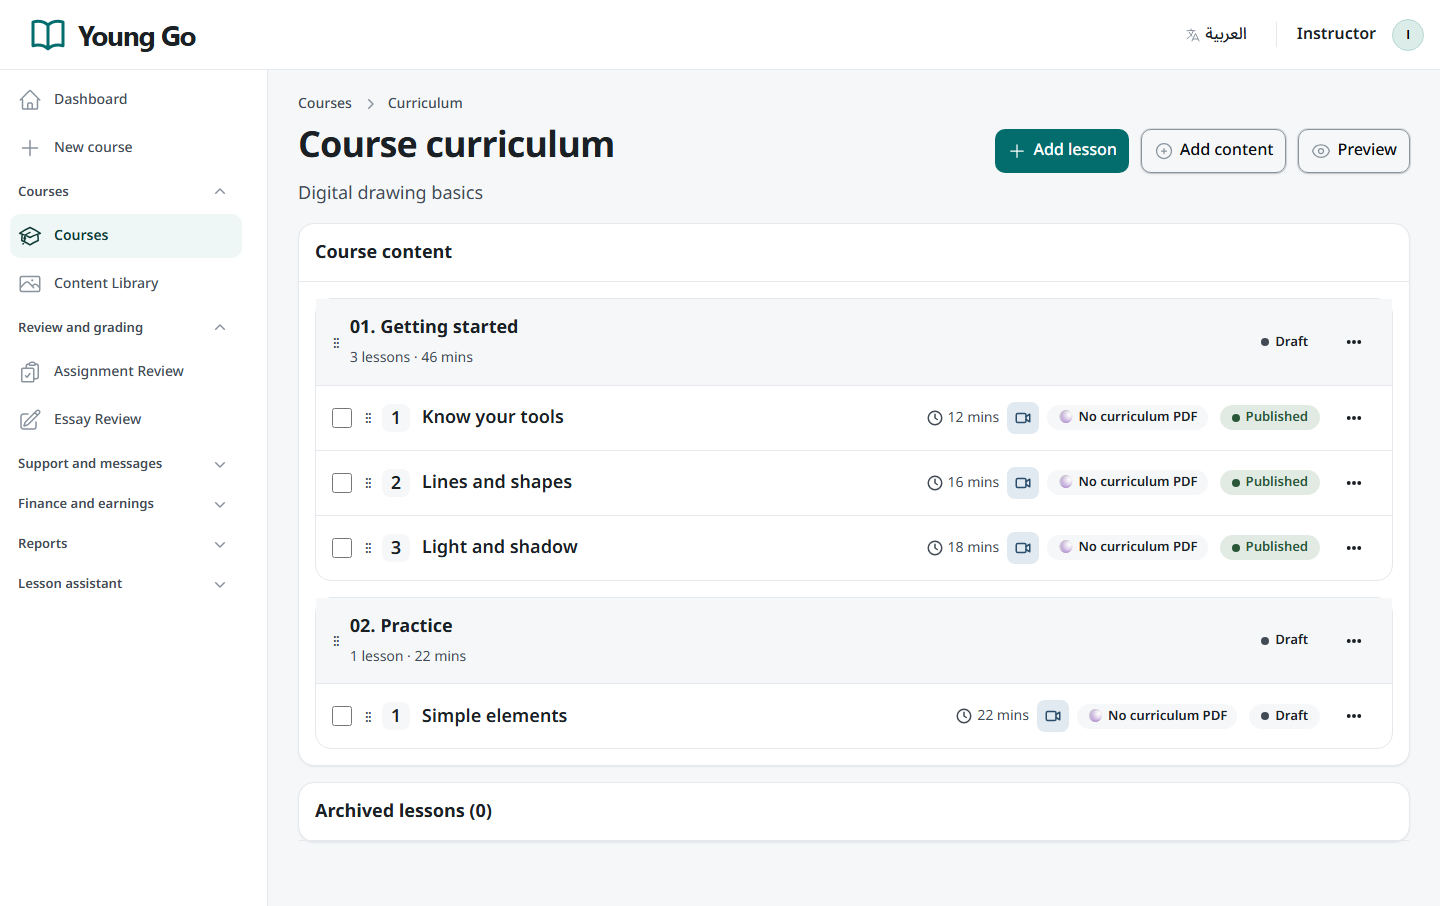 Young Go
العربية
Instructor
I
Dashboard
New course
Courses
Courses
Content Library
Review and grading
Assignment Review
Essay Review
Support and messages
Finance and earnings
Reports
Lesson assistant
Courses
Curriculum
Course curriculum
Digital drawing basics
Add lesson
Add content
Preview
Course content
01. Getting started
3 lessons · 46 mins
Draft
1 Know your tools 12 mins No curriculum PDF Published
2 Lines and shapes 16 mins No curriculum PDF Published
3 Light and shadow 18 mins No curriculum PDF Published
02. Practice
1 lesson · 22 mins
Draft
1 Simple elements 22 mins No curriculum PDF Draft
Archived lessons (0)